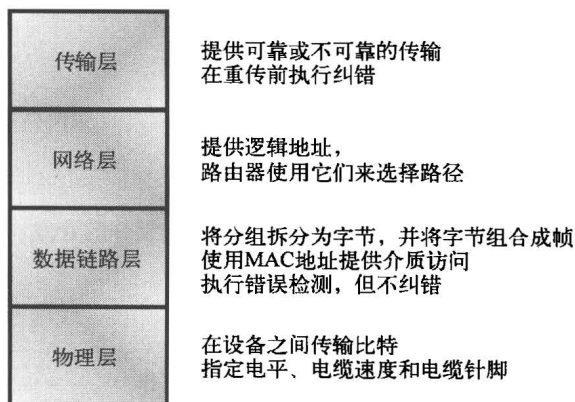 传输层
提供可靠或不可靠的传输
在重传前执行纠错
网络层
提供逻辑地址，
路由器使用它们来选择路径
数据链路层
将分组拆分为字节，并将字节组合成帧
使用MAC地址提供介质访问
执行错误检测，但不纠错
物理层
在设备之间传输比特
指定电平、电缆速度和电缆针脚